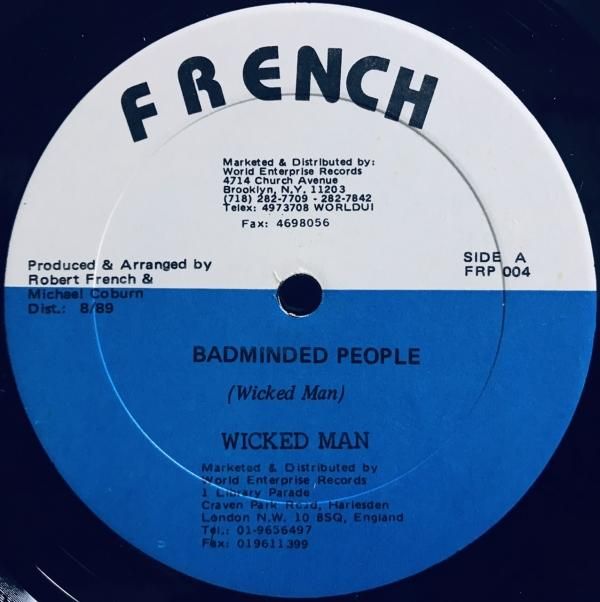 FRENCH
Marketed & Distributed by:
World Enterprise Records
4714 Church Avenue
Brooklyn, N.Y. 11203
(718) 282-7709 - 282-7842
Telex: 4973708 WORLDUI
Fax: 4698056
Produced & Arranged by
Robert French &
Michael Coburn
Dist.: 8/89
SIDE A
FRP 004
BADMINDED PEOPLE
(Wicked Man)
WICKED MAN
Marketed & Distributed by
World Enterprise Records
1 Library Parade
Craven Park Road, Harlesden
London N.W. 10 8SQ, England
Tel.: 01-9656497
Fax: 019611399